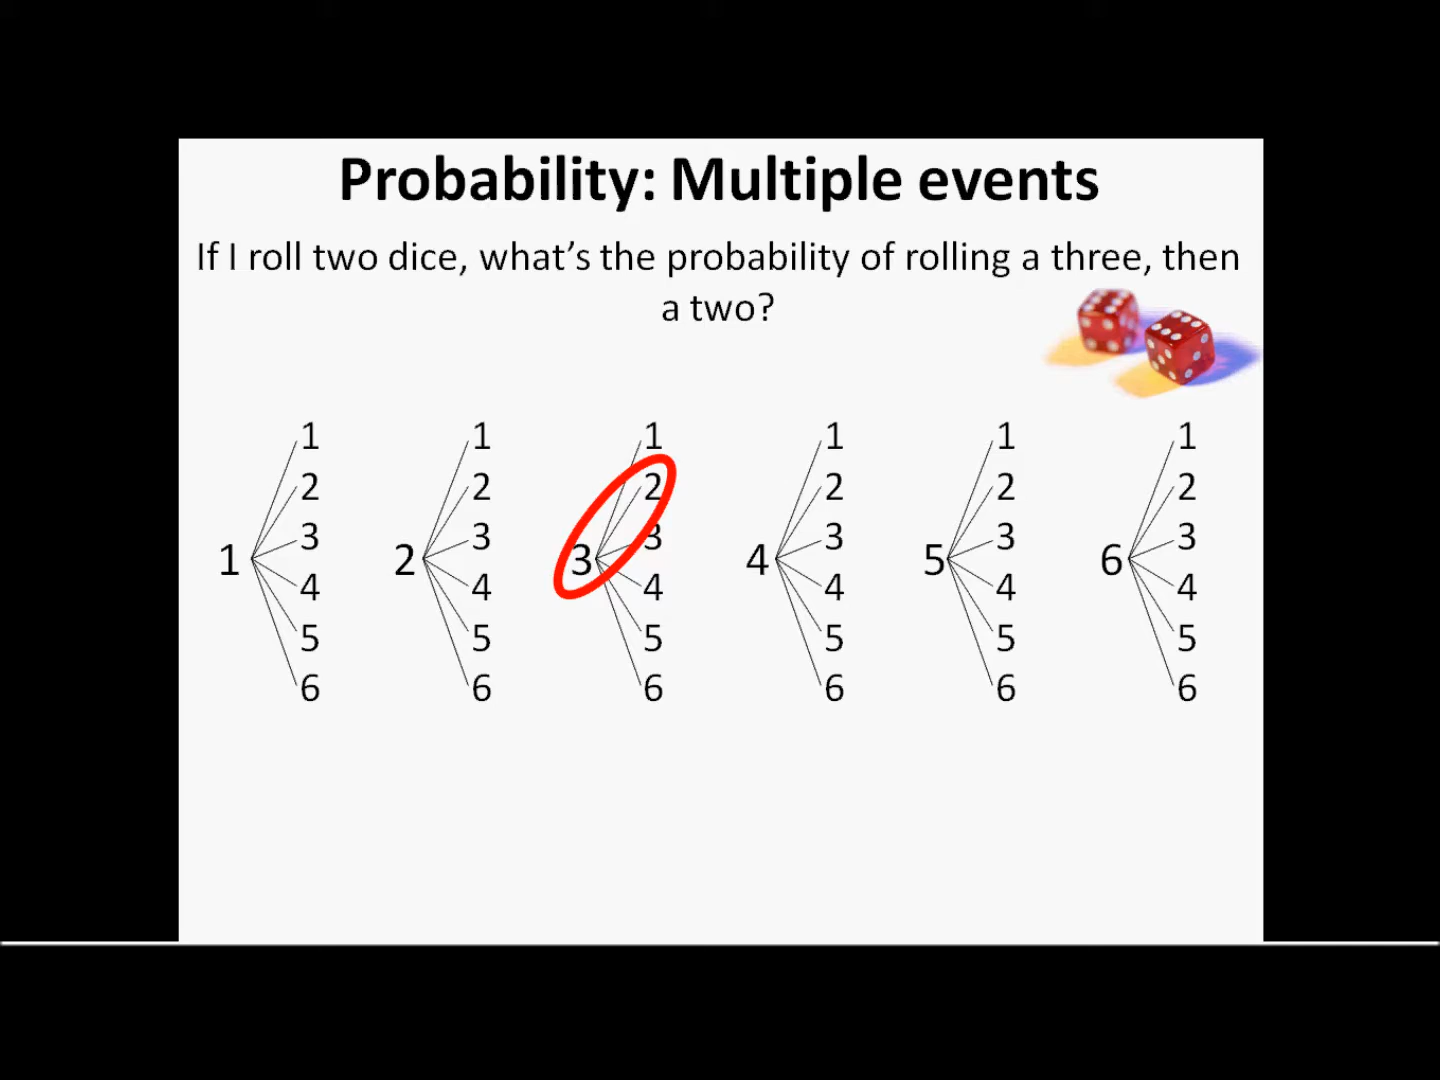 Probability: Multiple events
If I roll two dice, what's the probability of rolling a three, then
a two?
1 1 1 1 1 1
2 2 2 2 2 2
3 3 3 3 3 3
1 2 3 4 5 6
4 4 4 4 4 4
5 5 5 5 5 5
6 6 6 6 6 6